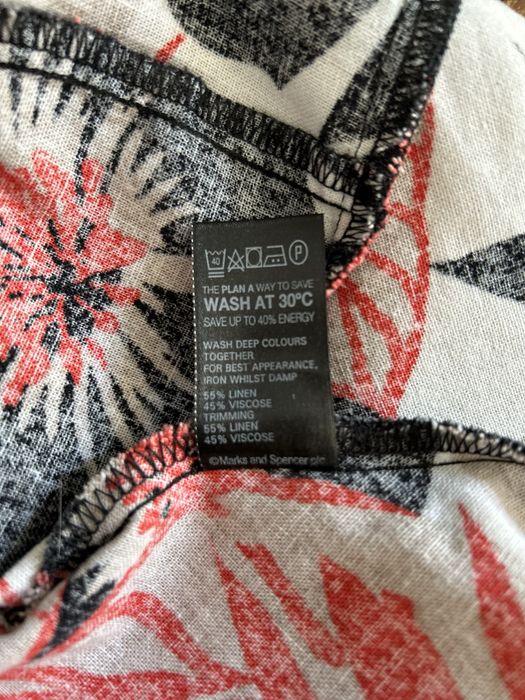 40 P
THE PLAN A WAY TO SAVE
WASH AT 30°C
SAVE UP TO 40% ENERGY
WASH DEEP COLOURS
TOGETHER
FOR BEST APPEARANCE,
IRON WHILST DAMP
55% LINEN
45% VISCOSE
TRIMMING
55% LINEN
45% VISCOSE
©Marks and Spencer plc